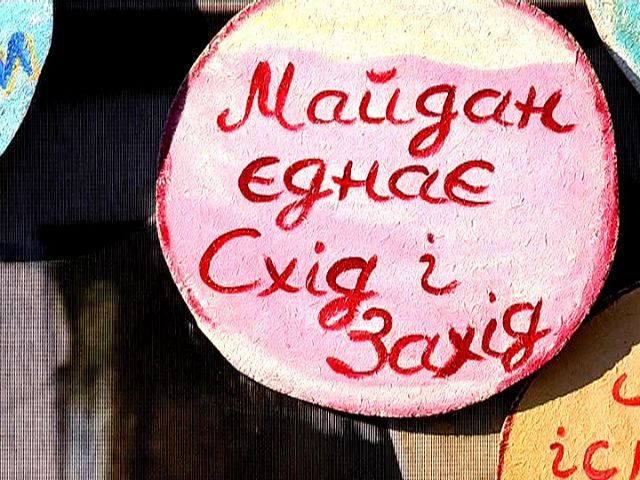 Майдан
єднає
Схід і
Захід